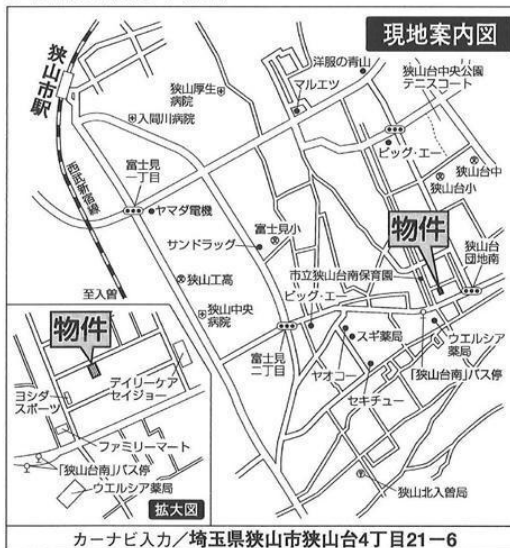 現地案内図
狭山市駅
西武新宿線
至入曽
狭山厚生
病院
入間川病院
洋服の青山
マルエツ
狭山台中央公園
テニスコート
ビッグ・エー
狭山台中
狭山台小
富士見
一丁目
ヤマダ電機
富士見小
サンドラッグ
狭山工高
狭山中央
病院
市立狭山台南保育園
ビッグ・エー
物件
狭山台
団地南
富士見
二丁目
スギ薬局
ヤオコー
セキチュー
ウエルシア
薬局
「狭山台南」バス停
狭山北入曽局
物件
デイリーケア
セイジョー
ヨシダ
スポーツ
ファミリーマート
「狭山台南」バス停
ウエルシア薬局
拡大図
カーナビ入力／埼玉県狭山市狭山台4丁目21−6